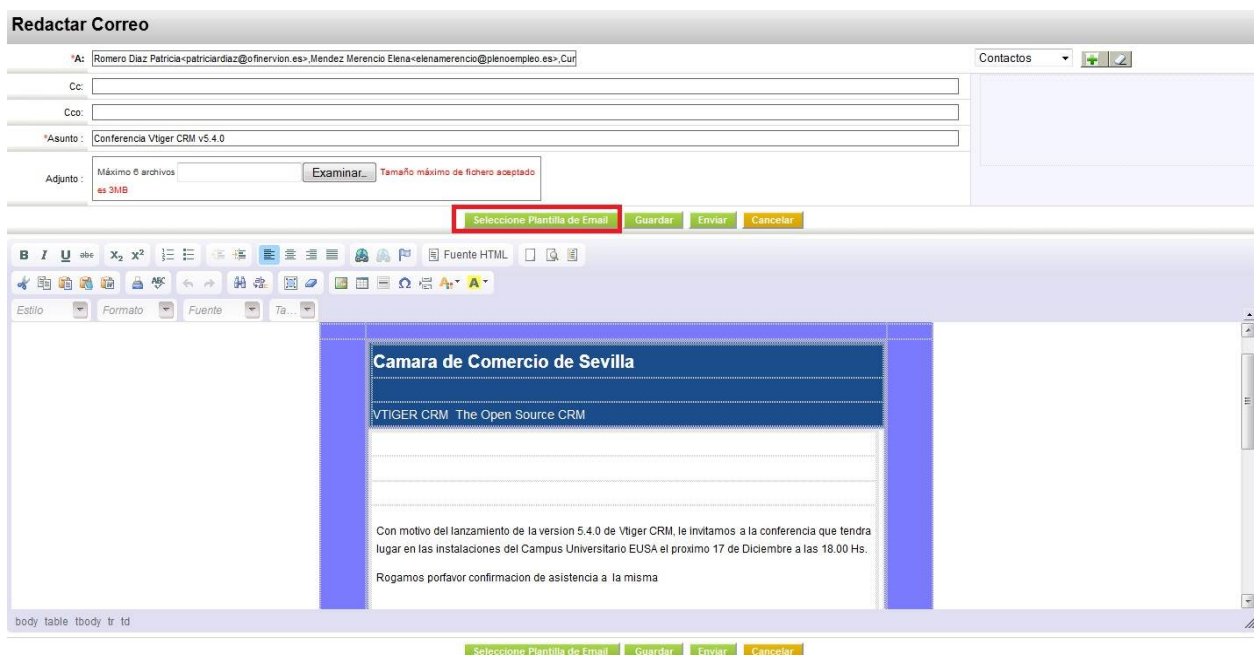 Redactar Correo
*A: Romero Diaz Patricia<patriciardiaz@ofinervion.es>,Mendez Merencio Elena<elenamerencio@plenoempleo.es>,Cur
Contactos
Cc:
Cco:
*Asunto : Conferencia Vtiger CRM v5.4.0
Adjunto : Máximo 6 archivos Examinar... Tamaño máximo de fichero aceptado
es 3MB
Seleccione Plantilla de Email Guardar Enviar Cancelar
B I U abc X2 X2 Fuente HTML
ABC Ω A A
Estilo Formato Fuente Ta...
Camara de Comercio de Sevilla
VTIGER CRM The Open Source CRM
Con motivo del lanzamiento de la version 5.4.0 de Vtiger CRM, le invitamos a la conferencia que tendra
lugar en las instalaciones del Campus Universitario EUSA el proximo 17 de Diciembre a las 18.00 Hs.
Rogamos porfavor confirmacion de asistencia a la misma
body table tbody tr td
Seleccione Plantilla de Email Guardar Enviar Cancelar